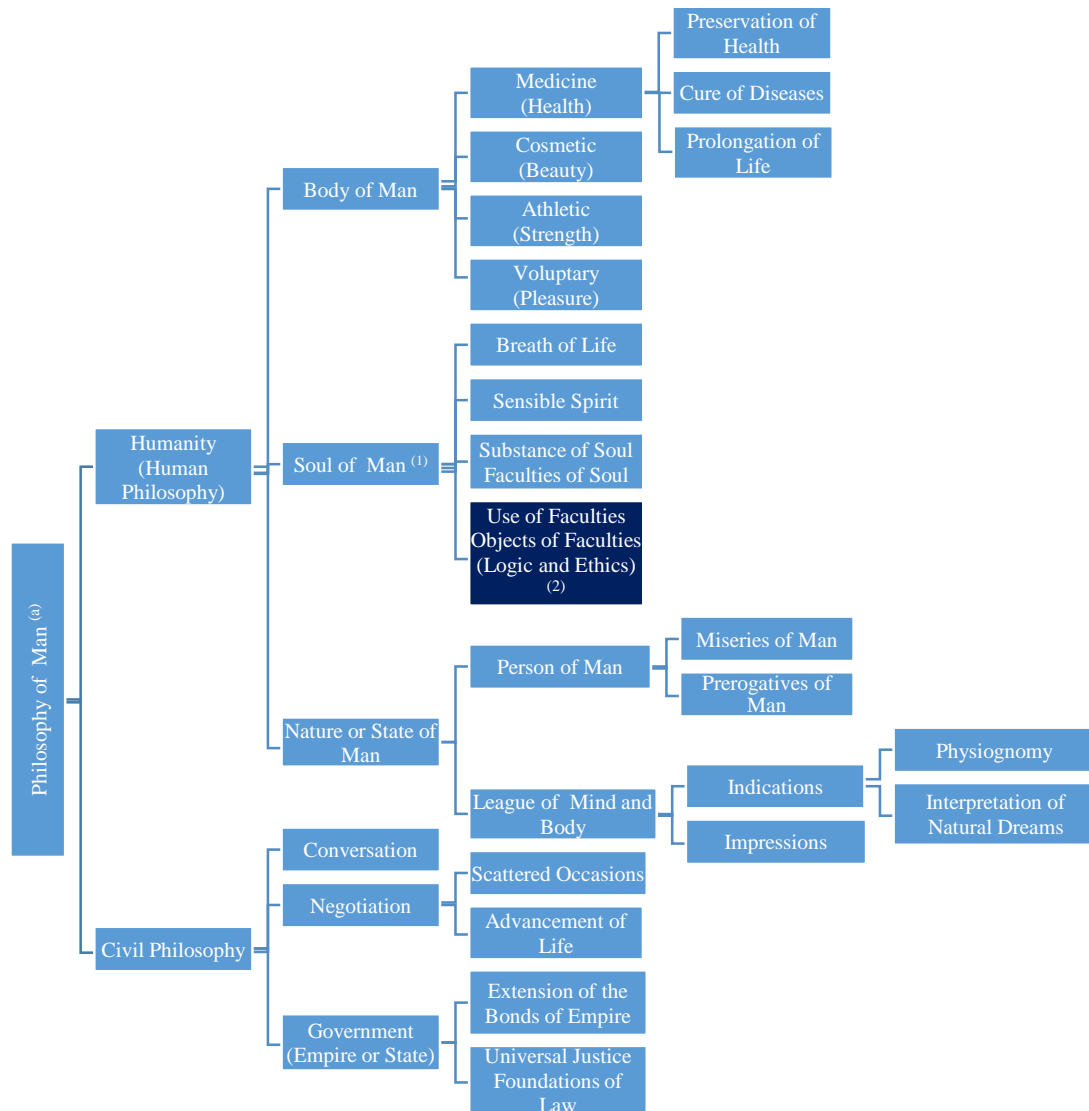 Philosophy of Man (a)
Humanity
(Human
Philosophy)
Body of Man
Medicine
(Health)
Preservation of
Health
Cure of Diseases
Prolongation of
Life
Cosmetic
(Beauty)
Athletic
(Strength)
Voluptary
(Pleasure)
Soul of Man (1)
Breath of Life
Sensible Spirit
Substance of Soul
Faculties of Soul
Use of Faculties
Objects of Faculties
(Logic and Ethics)
(2)
Nature or State of
Man
Person of Man
Miseries of Man
Prerogatives of
Man
League of Mind and
Body
Indications
Physiognomy
Interpretation of
Natural Dreams
Impressions
Civil Philosophy
Conversation
Negotiation
Scattered Occasions
Advancement of
Life
Government
(Empire or State)
Extension of the
Bonds of Empire
Universal Justice
Foundations of
Law